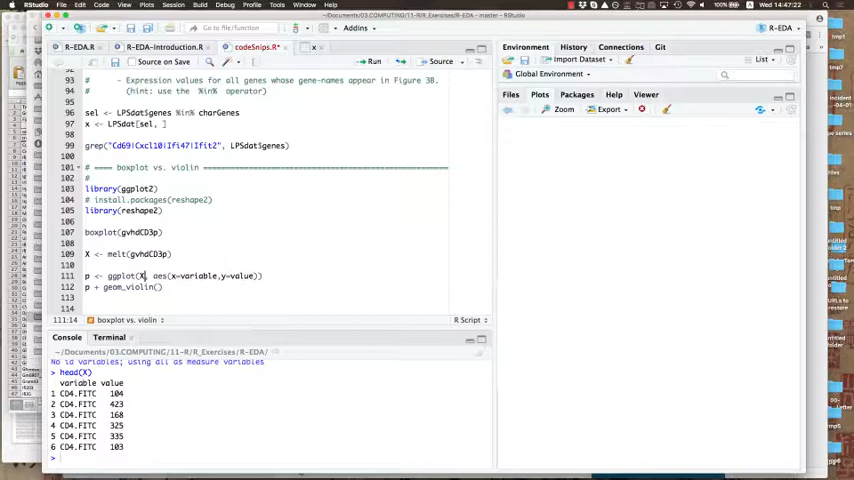 RStudio File Edit Code View Plots Session Build Debug Profile Tools Window Help
100% Sat 14:47:22
~/Documents/03.COMPUTING/11-R/R_Exercises/R-EDA - master - RStudio
Go to file/function Addins R-EDA
R-EDA.R R-EDA-Introduction.R codeSnips.R* x
Source on Save Run Source
92
93 # - Expression values for all genes whose gene-names appear in Figure 3B.
94 # (hint: use the %in% operator)
95
96 sel <- LPSdat$genes %in% charGenes
97 x <- LPSdat[sel, ]
98
99 grep("Cd69|Cxcl10|Ifi47|Ifit2", LPSdat$genes)
100
101 # ==== boxplot vs. violin
102 #
103 library(ggplot2)
104 # install.packages(reshape2)
105 library(reshape2)
106
107 boxplot(gvhdCD3p)
108
109 X <- melt(gvhdCD3p)
110
111 p <- ggplot(X, aes(x=variable,y=value))
112 p + geom_violin()
113
114
111:14 boxplot vs. violin R Script
Console Terminal
~/Documents/03.COMPUTING/11-R/R_Exercises/R-EDA/
No id variables; using all as measure variables
> head(X)
variable value
1 CD4.FITC 104
2 CD4.FITC 423
3 CD4.FITC 168
4 CD4.FITC 325
5 CD4.FITC 335
6 CD4.FITC 103
>
Environment History Connections Git
Import Dataset List
Global Environment
Files Plots Packages Help Viewer
Zoom Export
tmp1
tmp7
tmp5